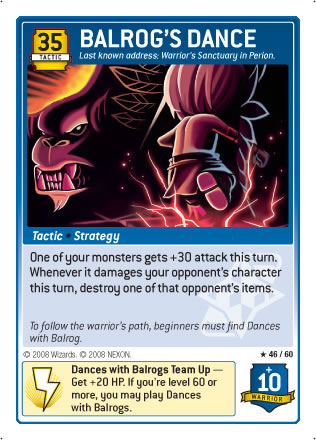 35
TACTIC
BALROG'S DANCE
Last known address: Warrior's Sanctuary in Perion.
Tactic • Strategy
One of your monsters gets +30 attack this turn.
Whenever it damages your opponent's character
this turn, destroy one of that opponent's items.
To follow the warrior's path, beginners must find Dances
with Balrog.
© 2008 Wizards. © 2008 NEXON.
★ 46 / 60
Dances with Balrogs Team Up —
Get +20 HP. If you're level 60 or
more, you may play Dances
with Balrogs.
+
10
WARRIOR